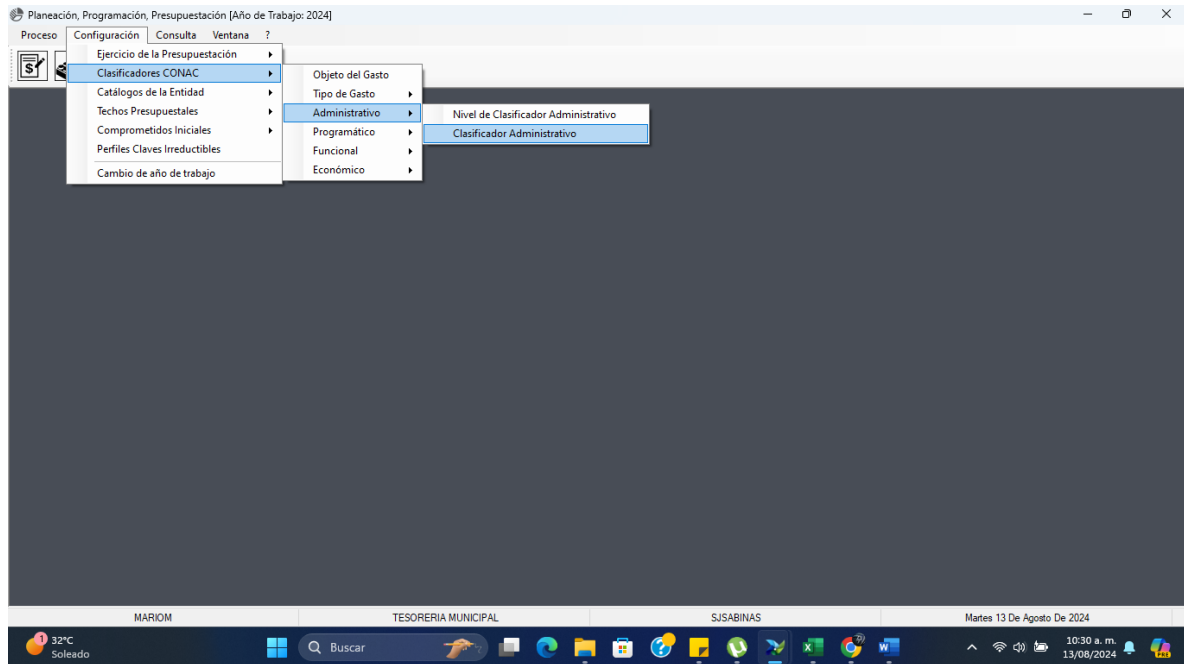 Planeación, Programación, Presupuestación [Año de Trabajo: 2024]
Proceso Configuración Consulta Ventana ?
Ejercicio de la Presupuestación
Clasificadores CONAC
Catálogos de la Entidad
Techos Presupuestales
Comprometidos Iniciales
Perfiles Claves Irreductibles
Cambio de año de trabajo
Objeto del Gasto
Tipo de Gasto
Administrativo
Programático
Funcional
Económico
Nivel de Clasificador Administrativo
Clasificador Administrativo
MARIOM TESORERIA MUNICIPAL SJSABINAS Martes 13 De Agosto De 2024
1 32°C
Soleado
Buscar
10:30 a. m.
13/08/2024
PRE